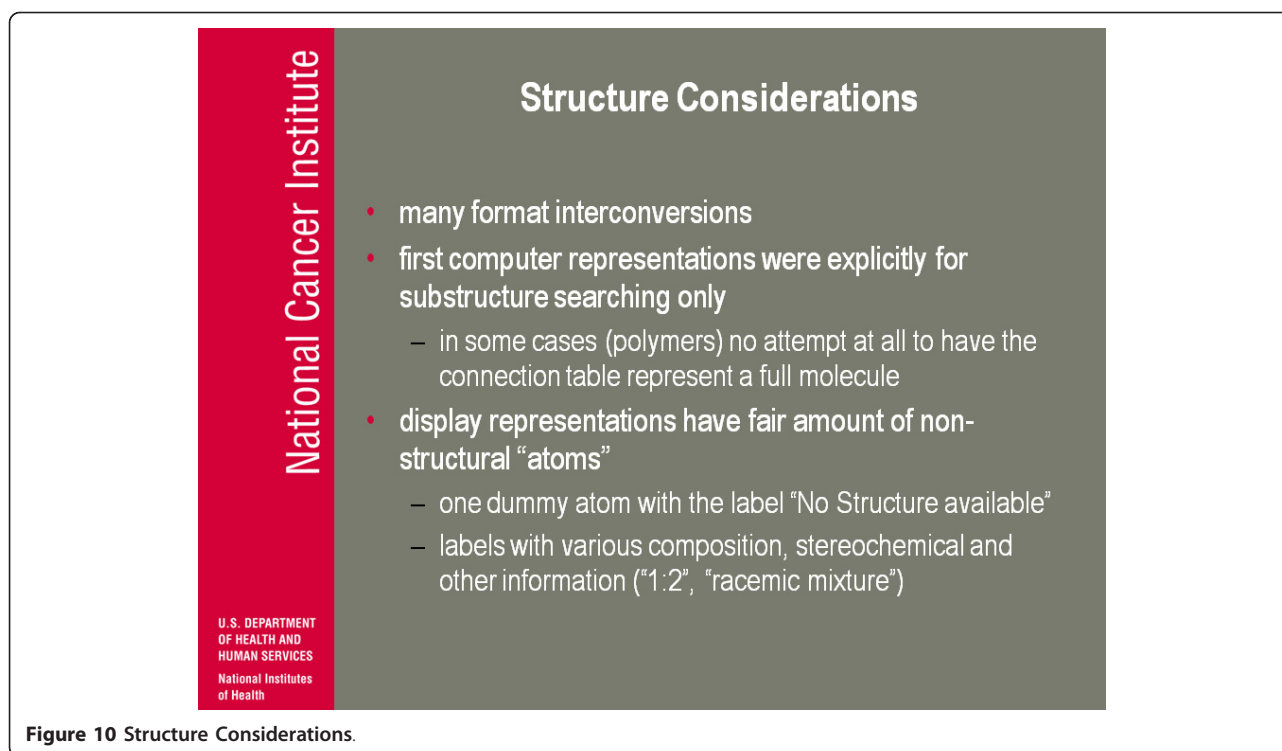 National Cancer Institute
U.S. DEPARTMENT
OF HEALTH AND
HUMAN SERVICES
National Institutes
of Health
Structure Considerations
• many format interconversions
• first computer representations were explicitly for
substructure searching only
– in some cases (polymers) no attempt at all to have the
connection table represent a full molecule
• display representations have fair amount of non-
structural “atoms”
– one dummy atom with the label “No Structure available”
– labels with various composition, stereochemical and
other information (“1:2”, “racemic mixture”)
Figure 10 Structure Considerations.